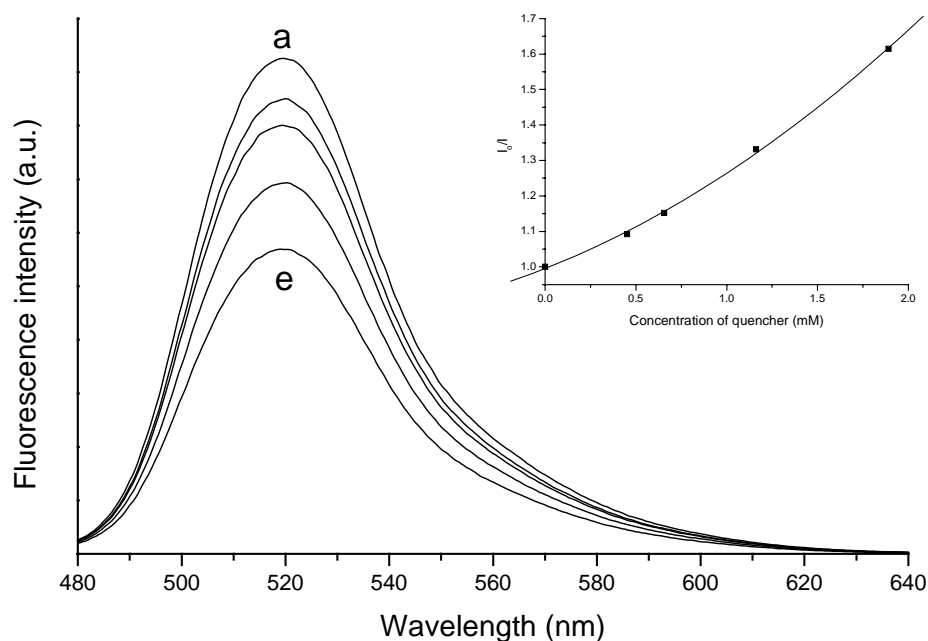 a
e
Fluorescence intensity (a.u.)
480 500 520 540 560 580 600 620 640
Wavelength (nm)
1.7
1.6
1.5
1.4
1.3
1.2
1.1
1.0
I₀/I
0.0 0.5 1.0 1.5 2.0
Concentration of quencher (mM)